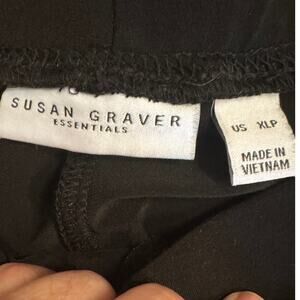 SUSAN GRAVER
ESSENTIALS
US XLP
MADE IN
VIETNAM